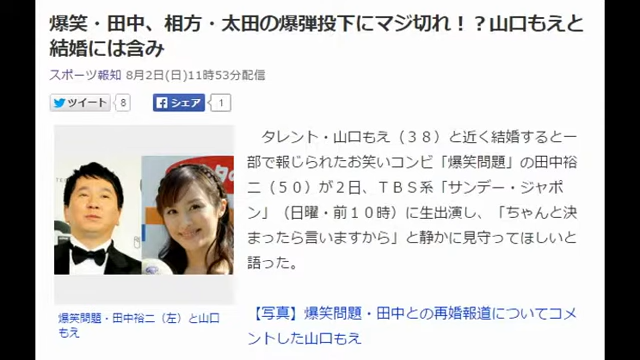 爆笑・田中、相方・太田の爆弾投下にマジ切れ！？山口もえと
結婚には含み
スポーツ報知 8月2日(日)11時53分配信
ツイート 8 シェア 1
タレント・山口もえ（３８）と近く結婚すると一
部で報じられたお笑いコンビ「爆笑問題」の田中裕
二（５０）が２日、ＴＢＳ系「サンデー・ジャポ
ン」（日曜・前１０時）に生出演し、「ちゃんと決
まったら言いますから」と静かに見守ってほしいと
語った。
爆笑問題・田中裕二（左）と山口
もえ
【写真】爆笑問題・田中との再婚報道についてコメ
ントした山口もえ